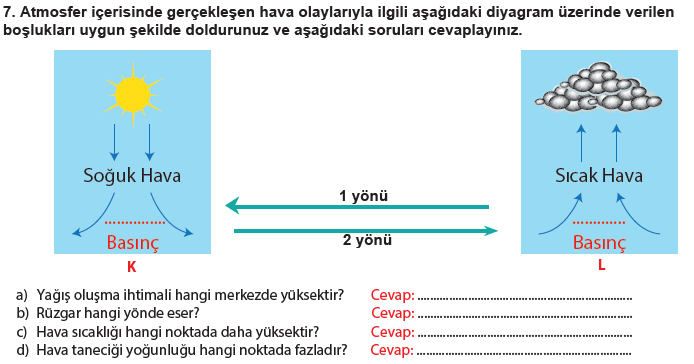 7. Atmosfer içerisinde gerçekleşen hava olaylarıyla ilgili aşağıdaki diyagram üzerinde verilen
boşlukları uygun şekilde doldurunuz ve aşağıdaki soruları cevaplayınız.
Soğuk Hava
...............
Basınç
K
1 yönü
2 yönü
Sıcak Hava
...............
Basınç
L
a) Yağış oluşma ihtimali hangi merkezde yüksektir? Cevap: ......................................................
b) Rüzgar hangi yönde eser? Cevap: ......................................................
c) Hava sıcaklığı hangi noktada daha yüksektir? Cevap: ......................................................
d) Hava taneciği yoğunluğu hangi noktada fazladır? Cevap: ......................................................